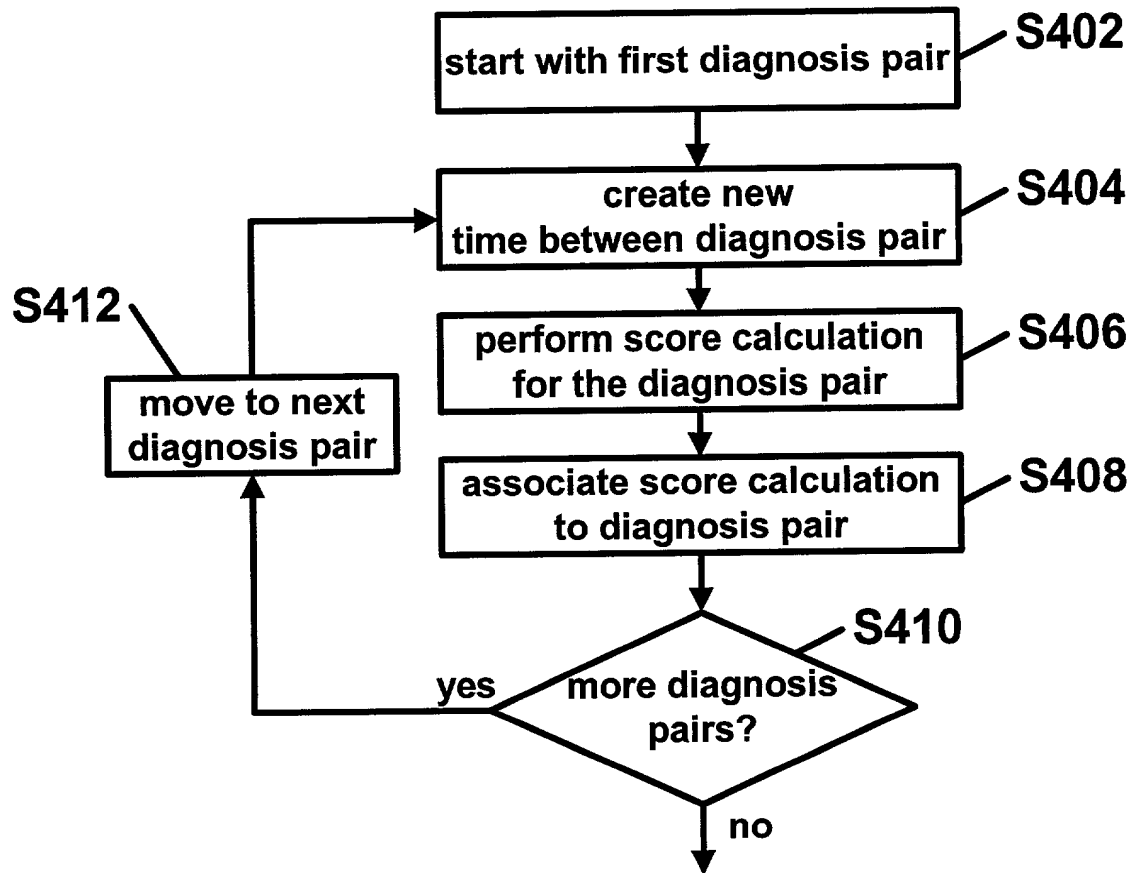 S402
start with first diagnosis pair
S404
create new
time between diagnosis pair
S412
S406
perform score calculation
for the diagnosis pair
move to next
diagnosis pair
S408
associate score calculation
to diagnosis pair
S410
yes
more diagnosis
pairs?
no